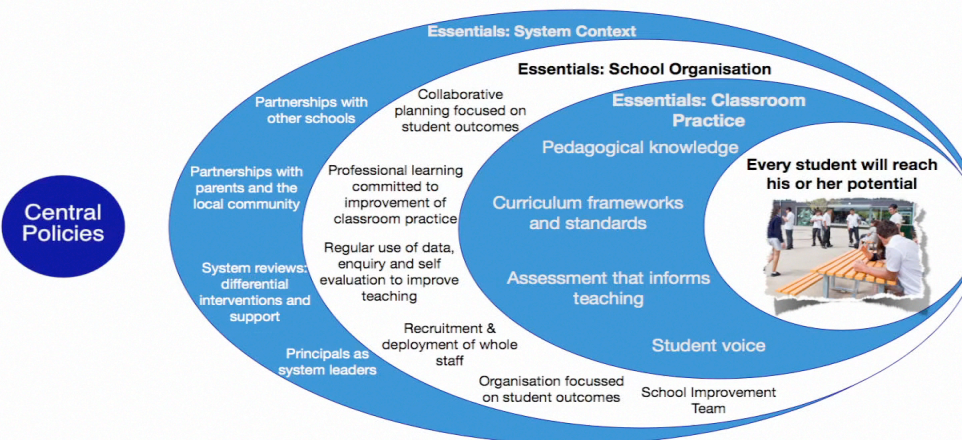 Essentials: System Context
Essentials: School Organisation
Collaborative
planning focused on
student outcomes
Essentials: Classroom
Practice
Partnerships with
other schools
Pedagogical knowledge
Every student will reach
his or her potential
Partnerships with
parents and the
local community
Professional learning
committed to
improvement of
classroom practice
Curriculum frameworks
and standards
Central
Policies
Regular use of data,
enquiry and self
evaluation to improve
teaching
System reviews:
differential
interventions and
support
Assessment that informs
teaching
Recruitment &
deployment of whole
staff
Student voice
Principals as
system leaders
Organisation focussed
on student outcomes
School Improvement
Team